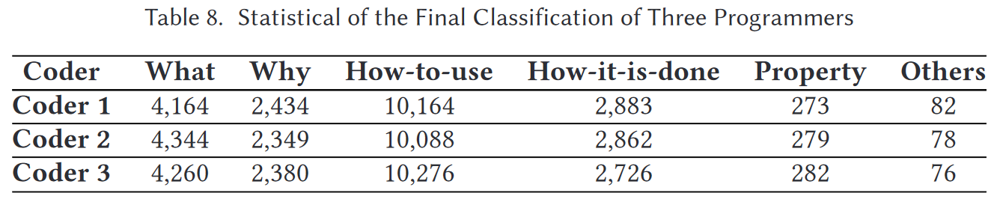 Table 8. Statistical of the Final Classification of Three Programmers
Coder What Why How-to-use How-it-is-done Property Others
Coder 1 4,164 2,434 10,164 2,883 273 82
Coder 2 4,344 2,349 10,088 2,862 279 78
Coder 3 4,260 2,380 10,276 2,726 282 76